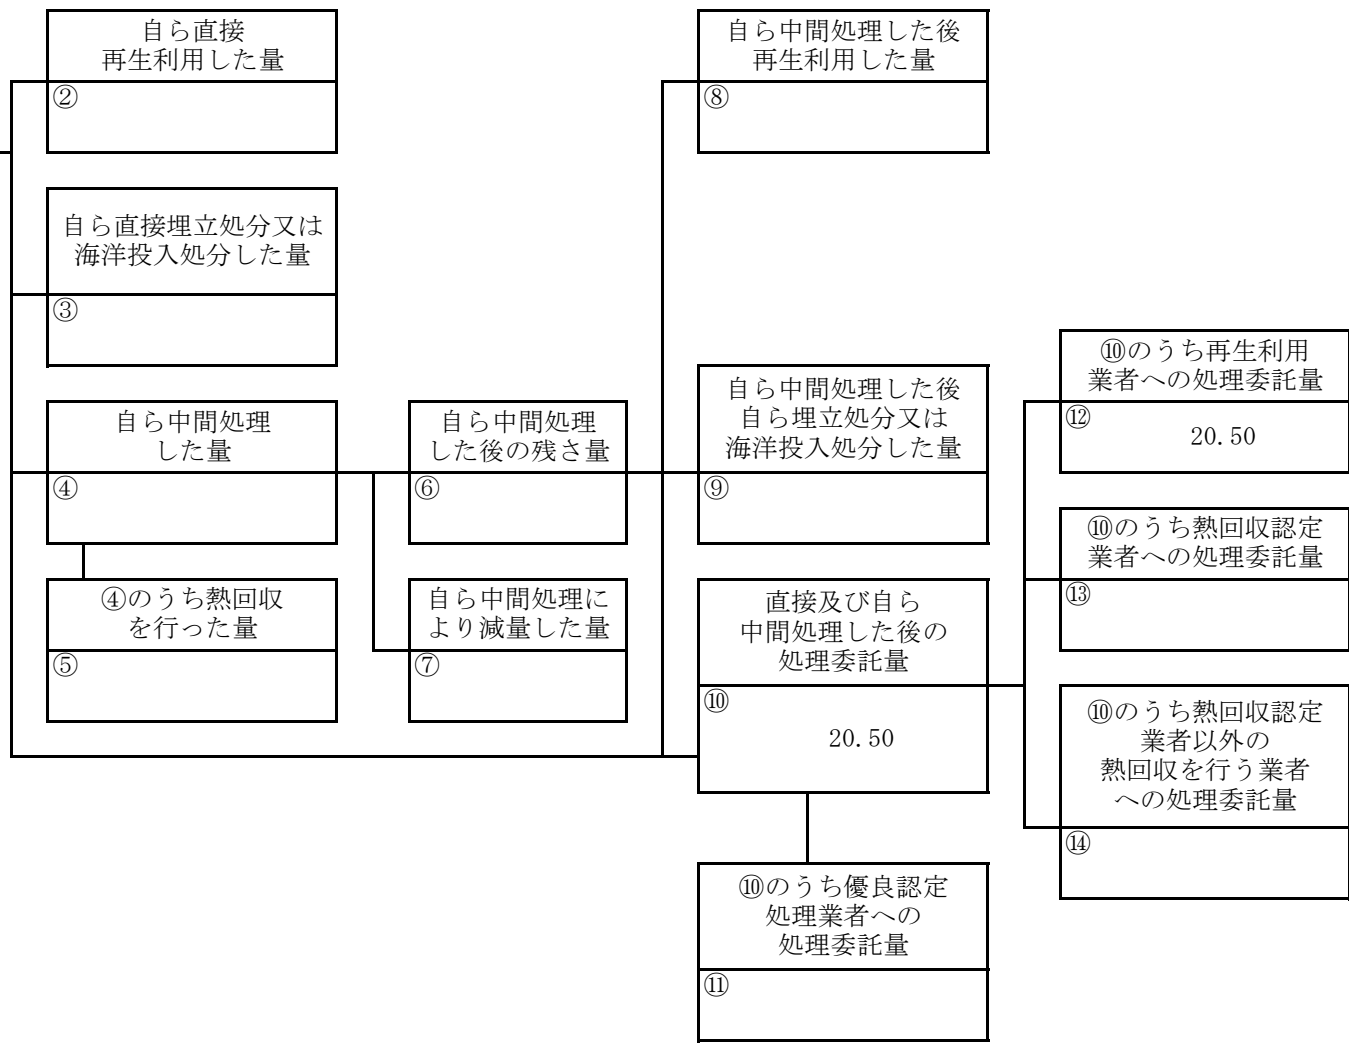 自ら直接
再生利用した量
②
自ら直接埋立処分又は
海洋投入処分した量
③
自ら中間処理
した量
④
④のうち熱回収
を行った量
⑤
自ら中間処理
した後の残さ量
⑥
自ら中間処理に
より減量した量
⑦
自ら中間処理した後
再生利用した量
⑧
自ら中間処理した後
自ら埋立処分又は
海洋投入処分した量
⑨
直接及び自ら
中間処理した後の
処理委託量
⑩
20.50
⑩のうち優良認定
処理業者への
処理委託量
⑪
⑩のうち再生利用
業者への処理委託量
⑫
20.50
⑩のうち熱回収認定
業者への処理委託量
⑬
⑩のうち熱回収認定
業者以外の
熱回収を行う業者
への処理委託量
⑭